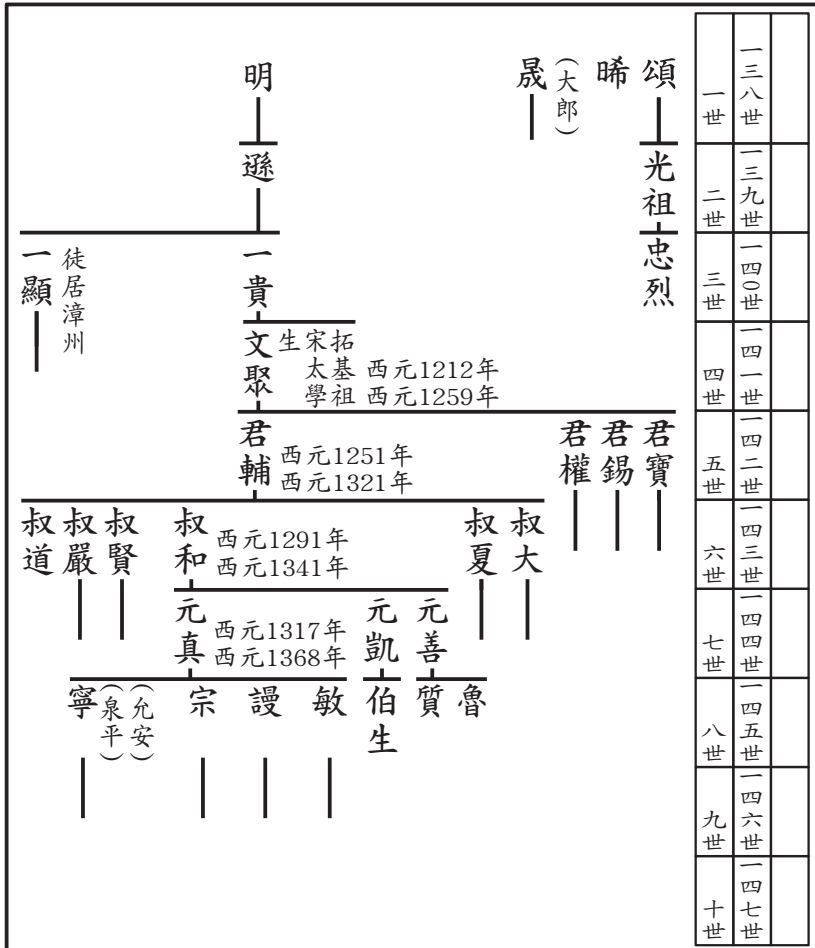 一三八世
一世
頌
晞
晟
(大郎)
明
一三九世
二世
光祖
遜
一四〇世
三世
忠烈
一貴
一顯
徙居漳州
一四一世
四世
文聚
拓基祖
宋太學生
西元1212年
西元1259年
一四二世
五世
君寶
君錫
君權
君輔
西元1251年
西元1321年
一四三世
六世
叔大
叔夏
叔和
西元1291年
西元1341年
叔賢
叔嚴
叔道
一四四世
七世
元善
元凱
元真
西元1317年
西元1368年
一四五世
八世
魯
質
伯生
敏
謾
宗
寧
(允安)
(泉平)
一四六世
九世
一四七世
十世